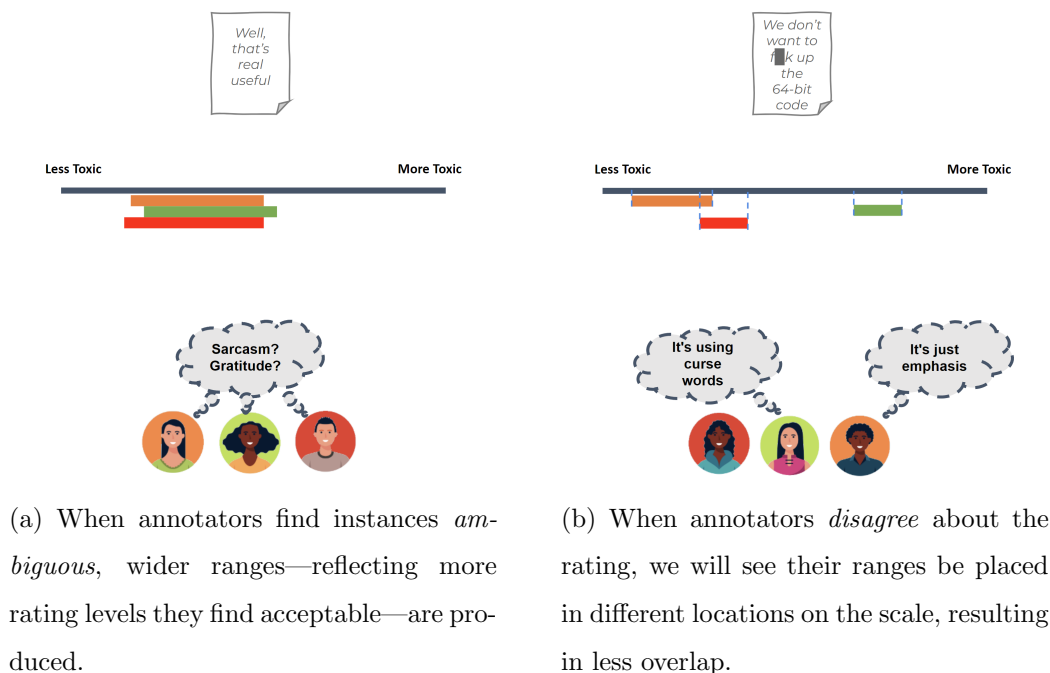 Well,
that's
real
useful
Less Toxic
More Toxic
Sarcasm?
Gratitude?
(a) When annotators find instances am-
biguous, wider ranges—reflecting more
rating levels they find acceptable—are pro-
duced.
We don't
want to
f█k up
the
64-bit
code
Less Toxic
More Toxic
It's using
curse
words
It's just
emphasis
(b) When annotators disagree about the
rating, we will see their ranges be placed
in different locations on the scale, resulting
in less overlap.